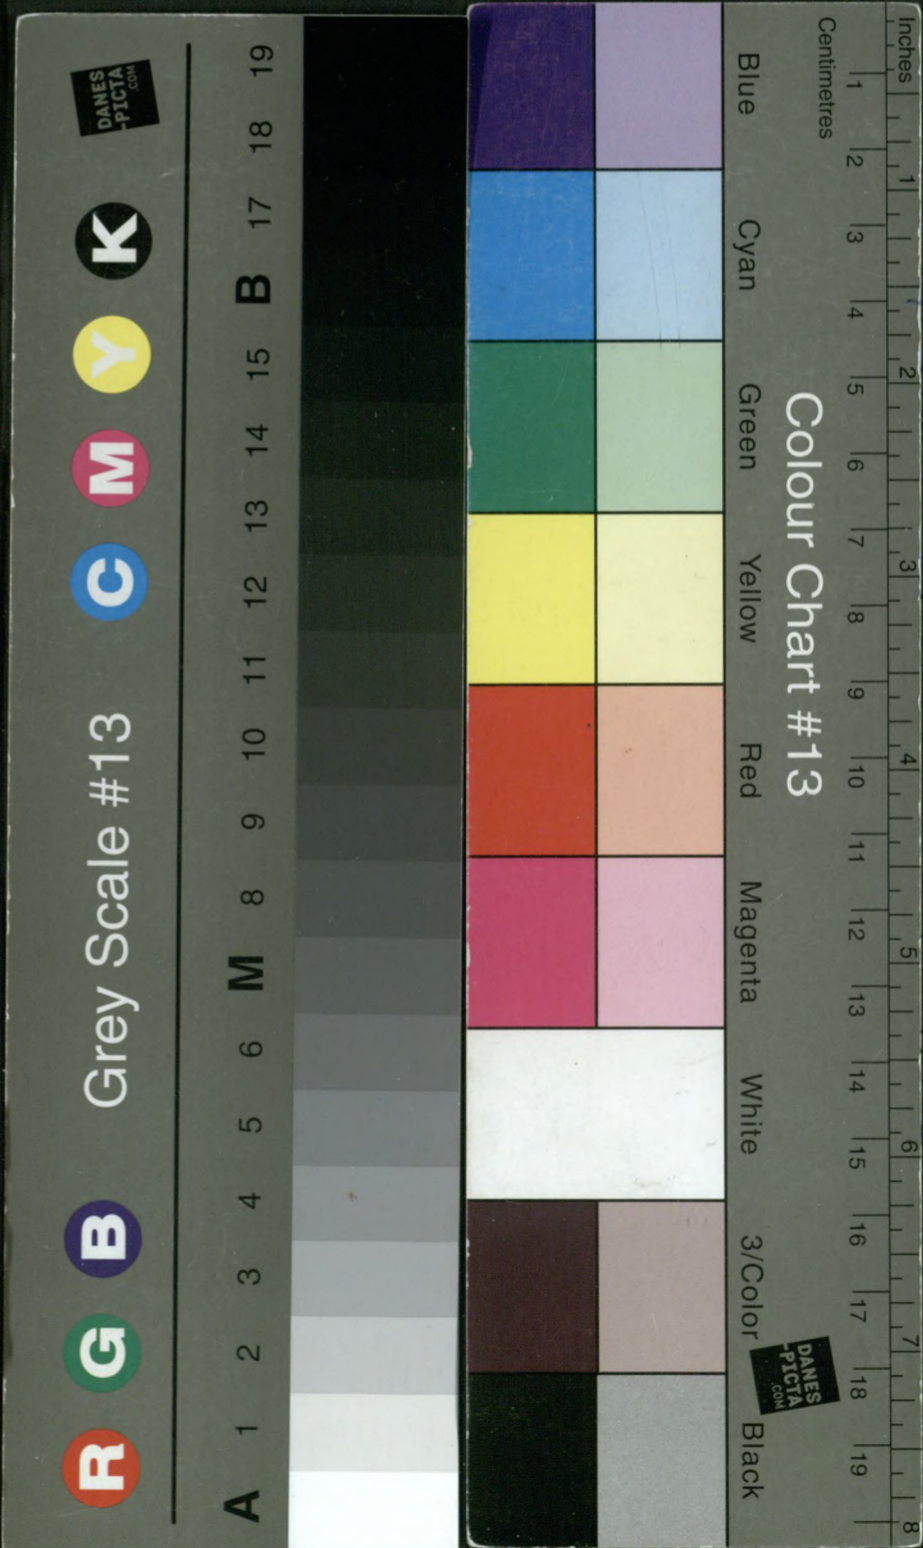 Grey Scale #13
R G B C M Y K
DANES
-PICTA
.COM
A 1 2 3 4 5 6 M 8 9 10 11 12 13 14 15 B 17 18 19
Blue Cyan Green Yellow Red Magenta White 3/Color Black
Colour Chart #13
DANES
-PICTA
.COM
Centimetres 1 2 3 4 5 6 7 8 9 10 11 12 13 14 15 16 17 18 19
Inches 1 2 3 4 5 6 7 8